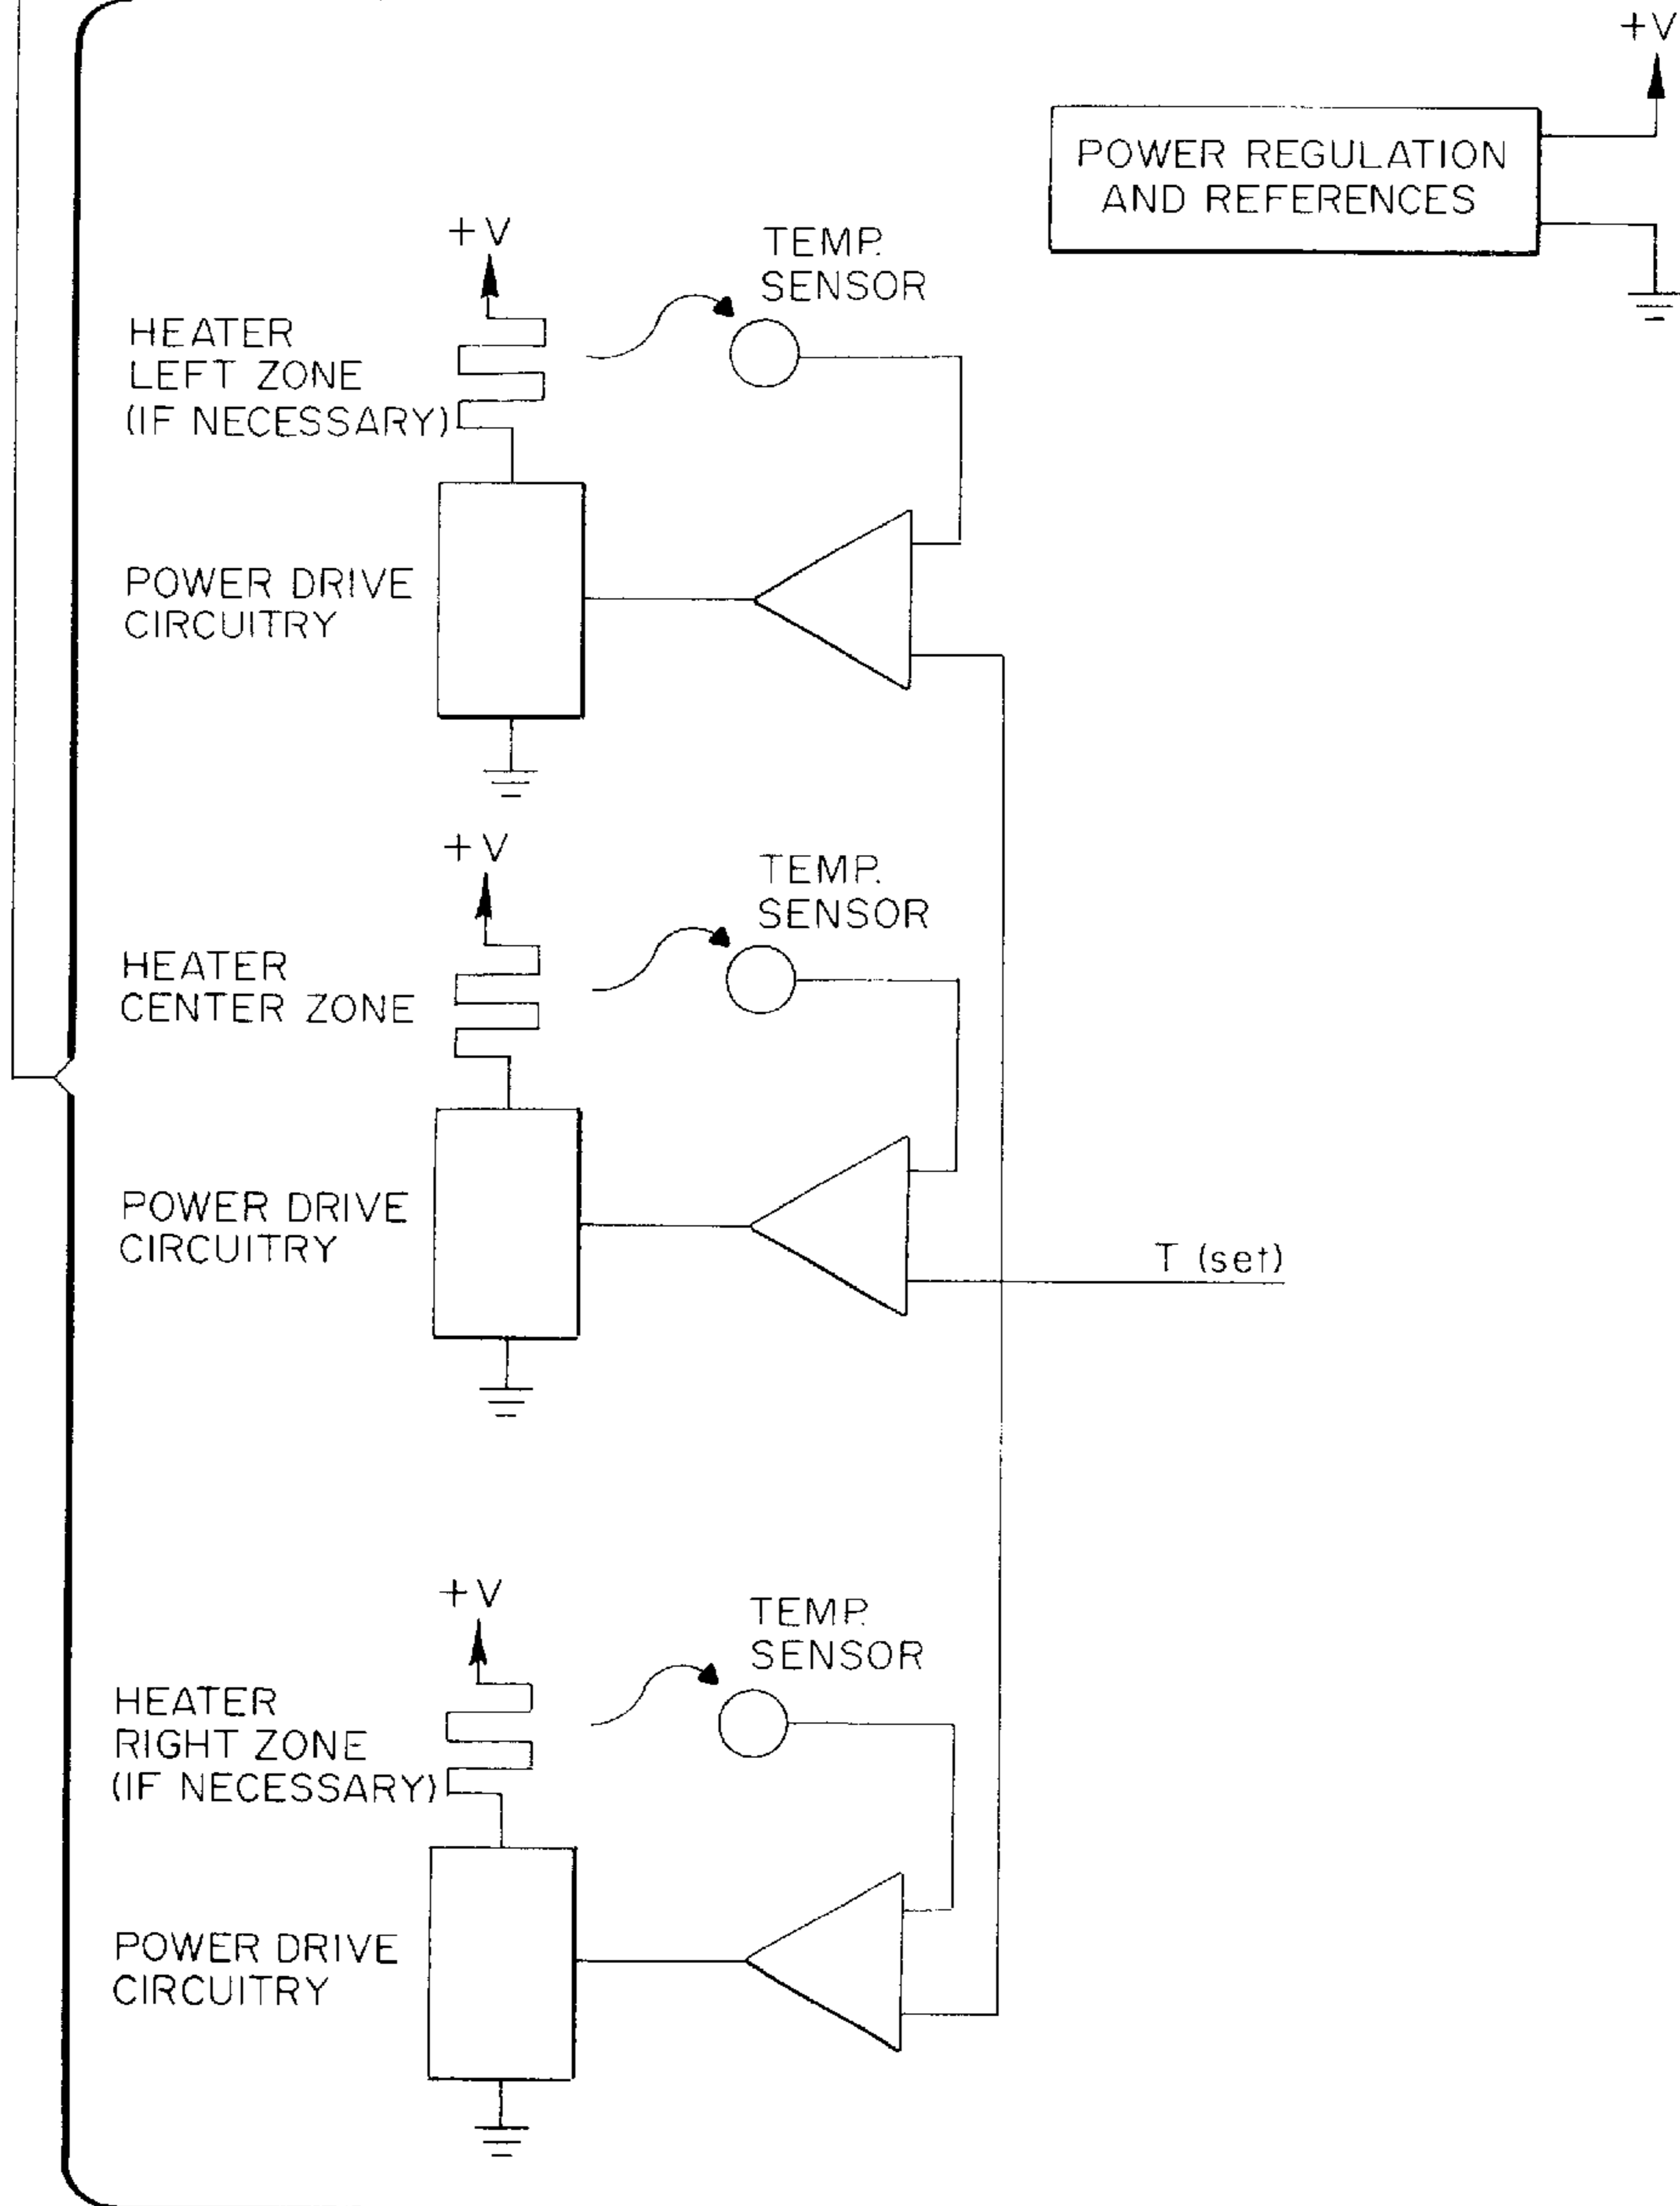 +V
POWER REGULATION
AND REFERENCES
+V
TEMP.
SENSOR
HEATER
LEFT ZONE
(IF NECESSARY)
POWER DRIVE
CIRCUITRY
+V
TEMP.
SENSOR
HEATER
CENTER ZONE
POWER DRIVE
CIRCUITRY
T (set)
+V
TEMP.
SENSOR
HEATER
RIGHT ZONE
(IF NECESSARY)
POWER DRIVE
CIRCUITRY